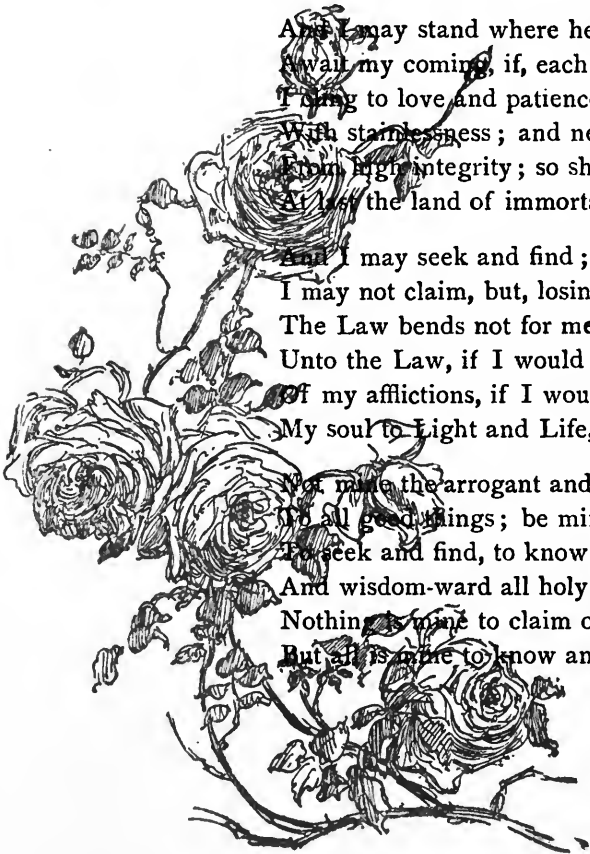 And I may stand where he
Await my coming, if, each
I cling to love and patienc
With stainlessness; and ne
From high integrity; so sh
At last the land of immorta
And I may seek and find;
I may not claim, but, losin
The Law bends not for me
Unto the Law, if I would
Of my afflictions, if I wou
My soul to Light and Life,
Not mine the arrogant and
To all good things; be min
To seek and find, to know
And wisdom-ward all holy
Nothing is mine to claim o
But all is mine to know an